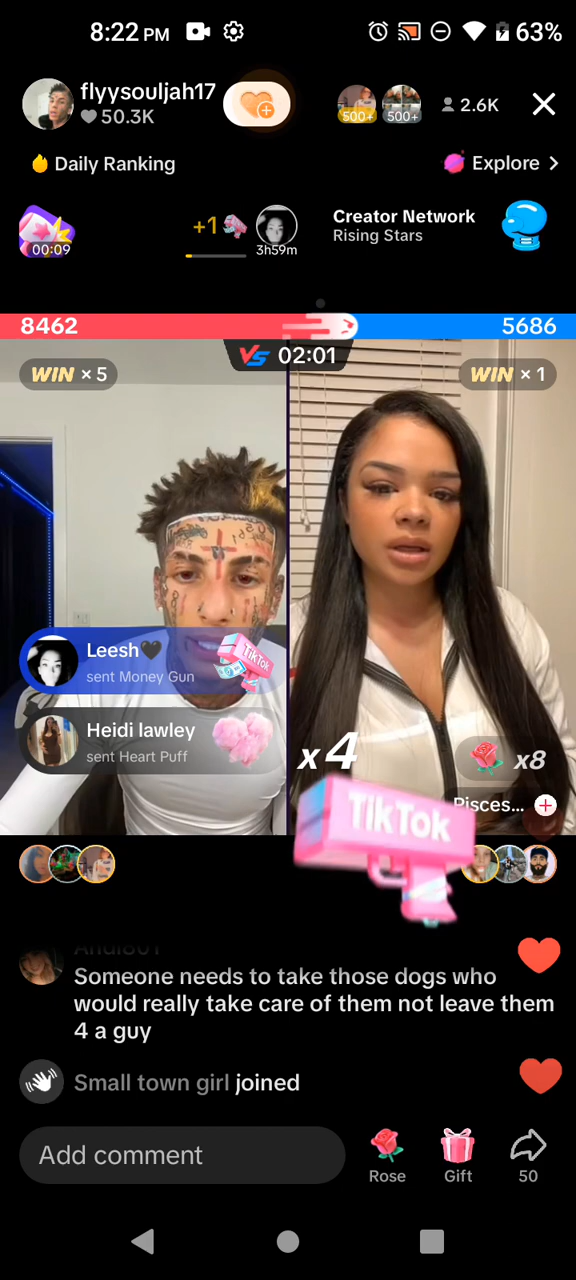 8:22 PM
63%
flyysouljah17
50.3K
500+
500+
2.6K
Daily Ranking
Explore >
00:09
+1
3h59m
Creator Network
Rising Stars
8462
5686
VS 02:01
WIN × 5
WIN × 1
Leesh🖤
sent Money Gun
TikTok
Heidi lawley
sent Heart Puff
x4
x8
TikTok
Pisces...
Someone needs to take those dogs who
would really take care of them not leave them
4 a guy
Small town girl joined
Add comment
Rose
Gift
50